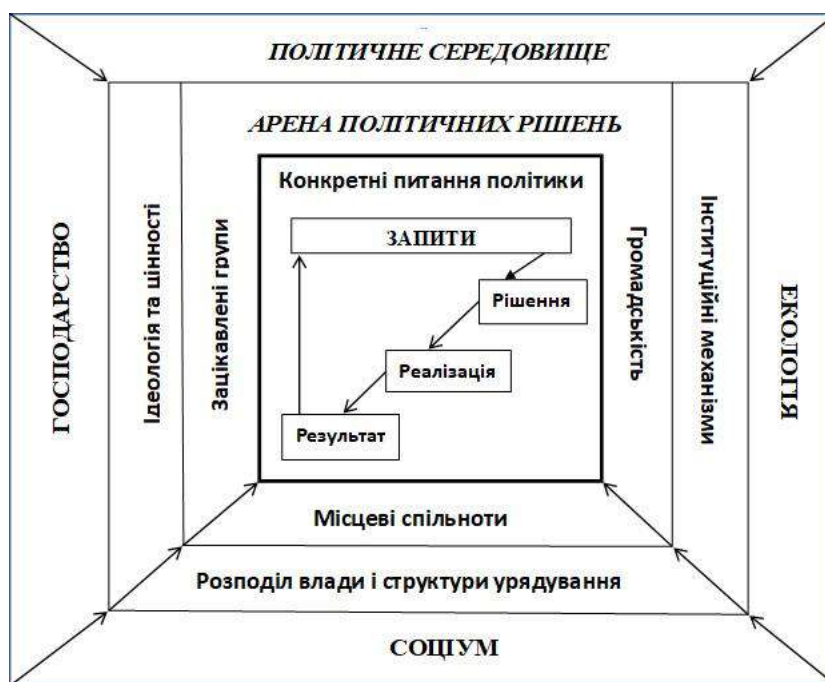 ПОЛІТИЧНЕ СЕРЕДОВИЩЕ
АРЕНА ПОЛІТИЧНИХ РІШЕНЬ
Конкретні питання політики
ЗАПИТИ
Рішення
Реалізація
Результат
ГОСПОДАРСТВО
Ідеологія та цінності
Зацікавлені групи
Громадськість
Інституційні механізми
ЕКОЛОГІЯ
Місцеві спільноти
Розподіл влади і структури урядування
СОЦІУМ